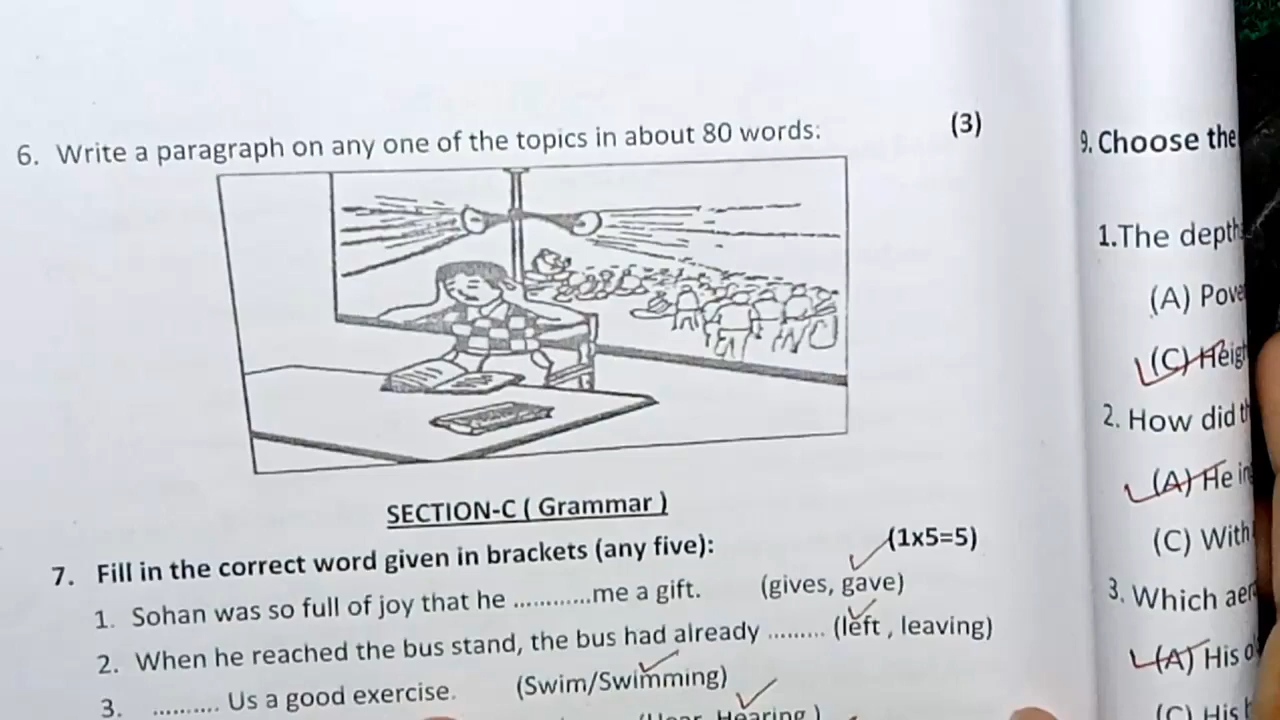 6. Write a paragraph on any one of the topics in about 80 words: (3)
SECTION-C ( Grammar )
7. Fill in the correct word given in brackets (any five): (1x5=5)
1. Sohan was so full of joy that he ............me a gift. (gives, gave)
2. When he reached the bus stand, the bus had already ......... (left , leaving)
3. .......... Us a good exercise. (Swim/Swimming)
Hearing )
9. Choose the
1.The depth
(A)
(C)
2. How did
(A) He
(C) With
3. Which
(A) His
(C) His